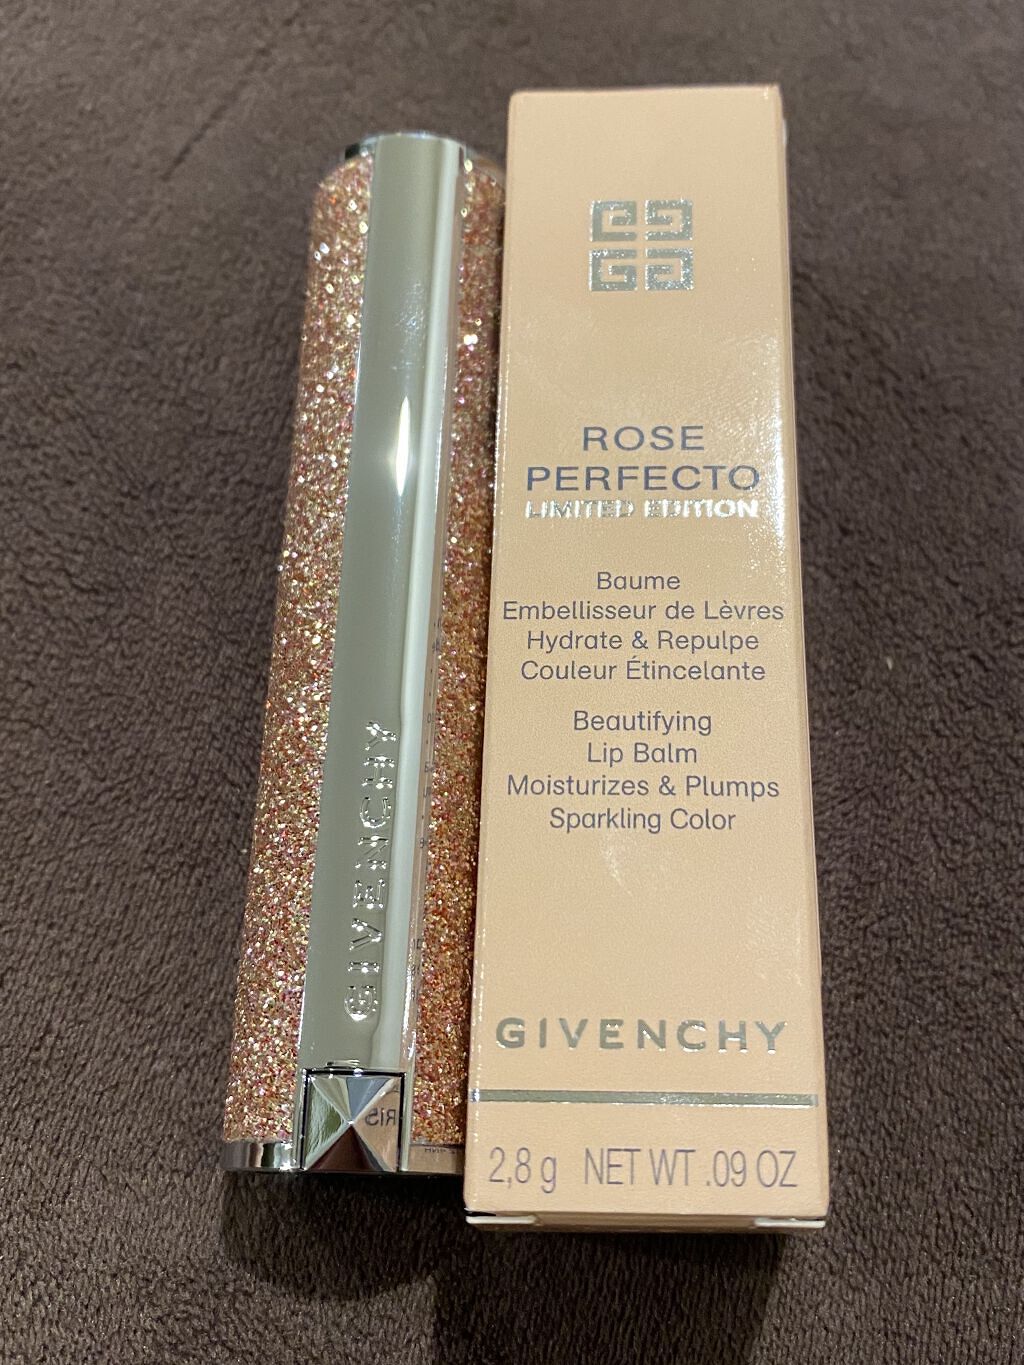 GIVENCHY
ROSE
PERFECTO
LIMITED EDITION
Baume
Embellisseur de Lèvres
Hydrate & Repulpe
Couleur Étincelante
Beautifying
Lip Balm
Moisturizes & Plumps
Sparkling Color
GIVENCHY
2,8 g NET WT .09 OZ